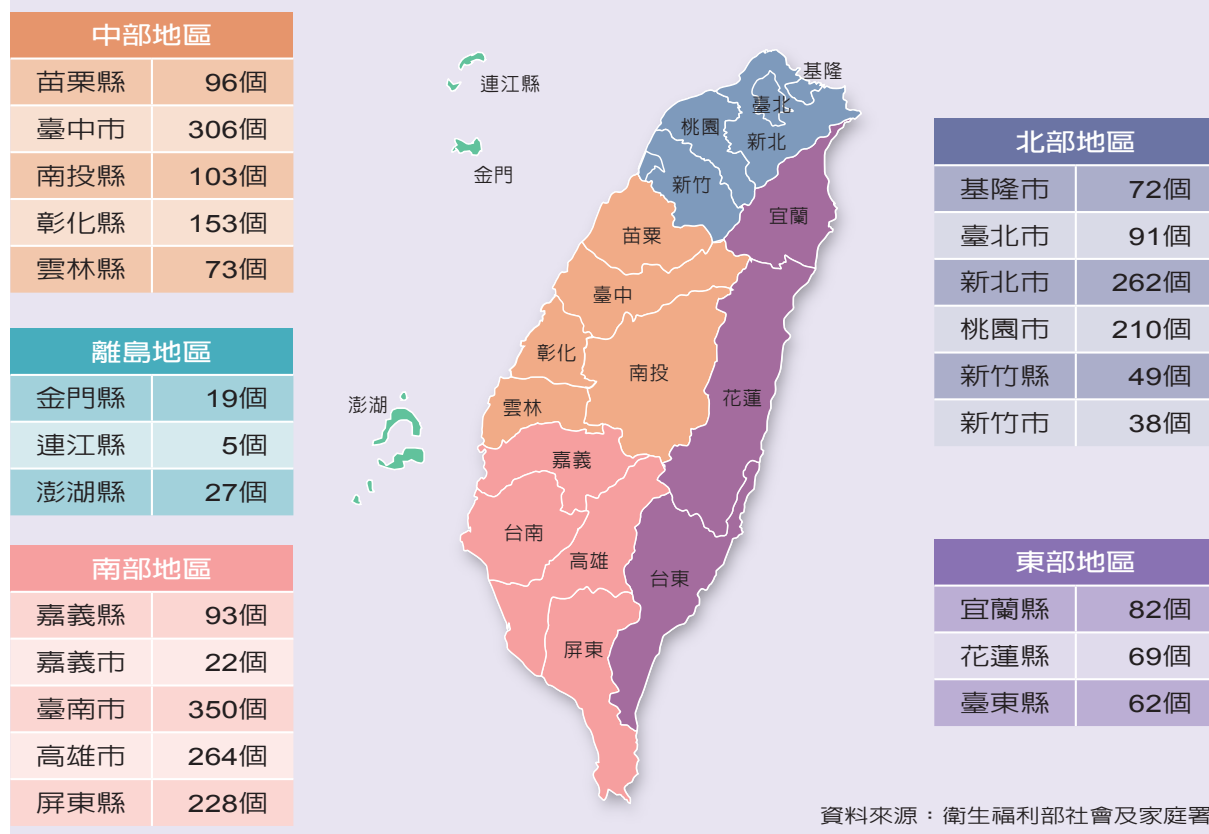 中部地區
苗栗縣 96個
臺中市 306個
南投縣 103個
彰化縣 153個
雲林縣 73個
離島地區
金門縣 19個
連江縣 5個
澎湖縣 27個
南部地區
嘉義縣 93個
嘉義市 22個
臺南市 350個
高雄市 264個
屏東縣 228個
連江縣
金門
澎湖
基隆
臺北
桃園
新北
新竹
宜蘭
苗栗
臺中
彰化
南投
花蓮
雲林
嘉義
台南
高雄
台東
屏東
北部地區
基隆市 72個
臺北市 91個
新北市 262個
桃園市 210個
新竹縣 49個
新竹市 38個
東部地區
宜蘭縣 82個
花蓮縣 69個
臺東縣 62個
資料來源：衛生福利部社會及家庭署